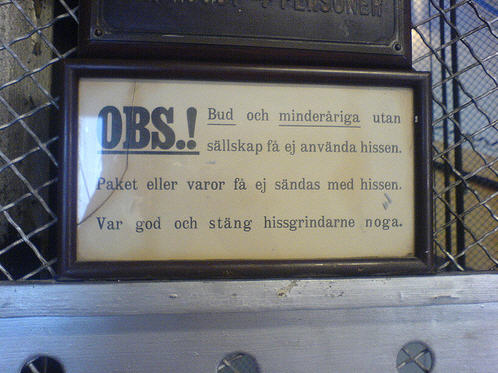 PERSONER
OBS.! Bud och minderåriga utan
sällskap få ej använda hissen.
Paket eller varor få ej sändas med hissen.
Var god och stäng hissgrindarne noga.